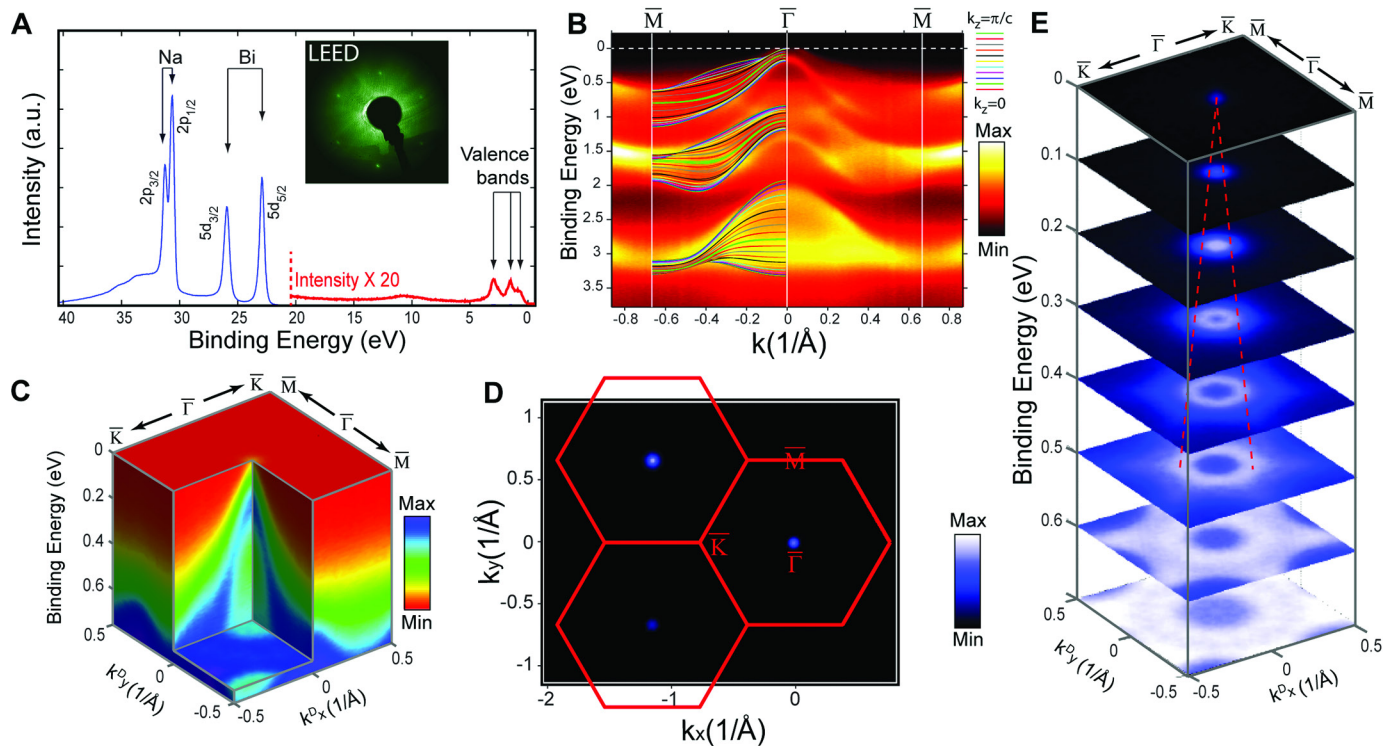 A
Na
Bi
2p1/2
2p3/2
5d3/2
5d5/2
LEED
Valence
bands
Intensity X 20
Intensity (a.u.)
40 35 30 25 20 15 10 5 0
Binding Energy (eV)
B
M̅ Γ̅ M̅
kz=π/c
kz=0
Max
Min
0
0.5
1.0
1.5
2.0
2.5
3
3.5
Binding Energy (eV)
-0.8 -0.6 -0.4 -0.2 0 0.2 0.4 0.6 0.8
k(1/Å)
C
K̅ Γ̅ K̅ M̅ Γ̅ M̅
0
0.2
0.4
0.6
Binding Energy (eV)
Max
Min
0.5 0 -0.5
kᴰy(1/Å)
-0.5 0 0.5
kᴰx(1/Å)
D
M̅
K̅
Γ̅
1
0.5
0
-0.5
-1
ky(1/Å)
-2 -1 0
kx(1/Å)
Max
Min
E
K̅ Γ̅ K̅ M̅ Γ̅ M̅
0
0.1
0.2
0.3
0.4
0.5
0.6
Binding Energy (eV)
0.5 0 -0.5
kᴰy(1/Å)
-0.5 0 0.5
kᴰx(1/Å)